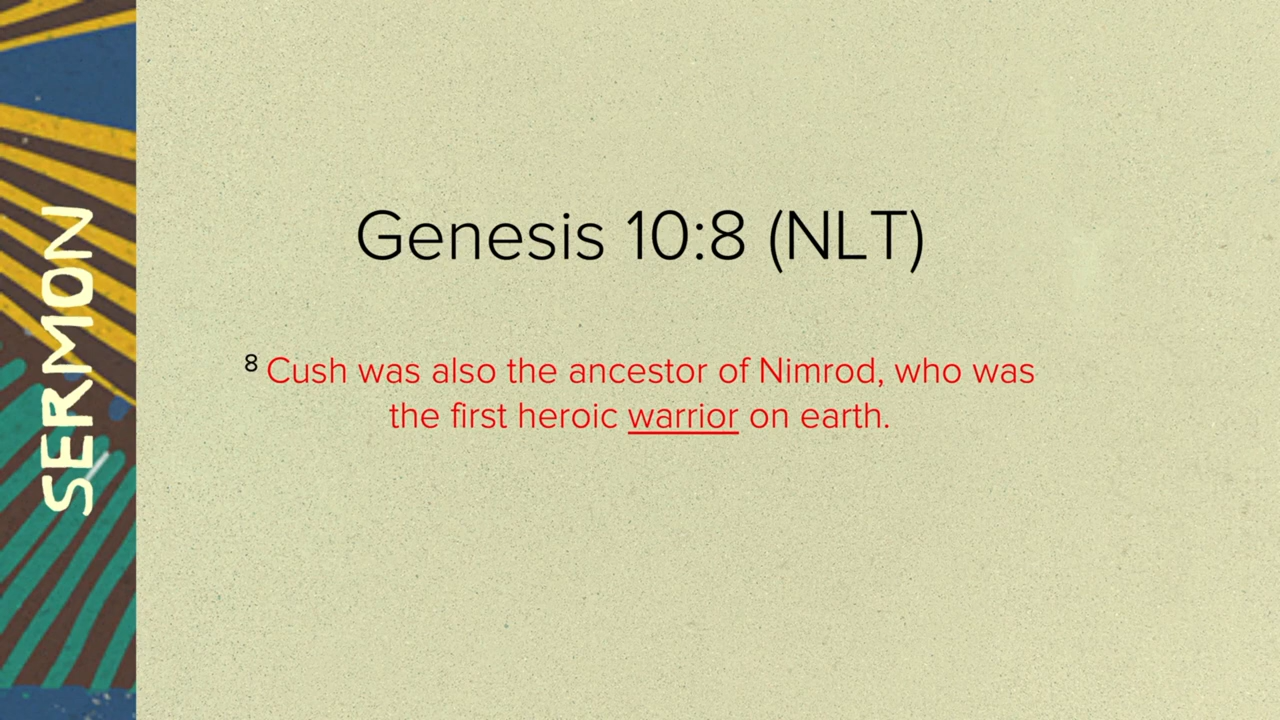 SERMON
Genesis 10:8 (NLT)
8 Cush was also the ancestor of Nimrod, who was
the first heroic warrior on earth.